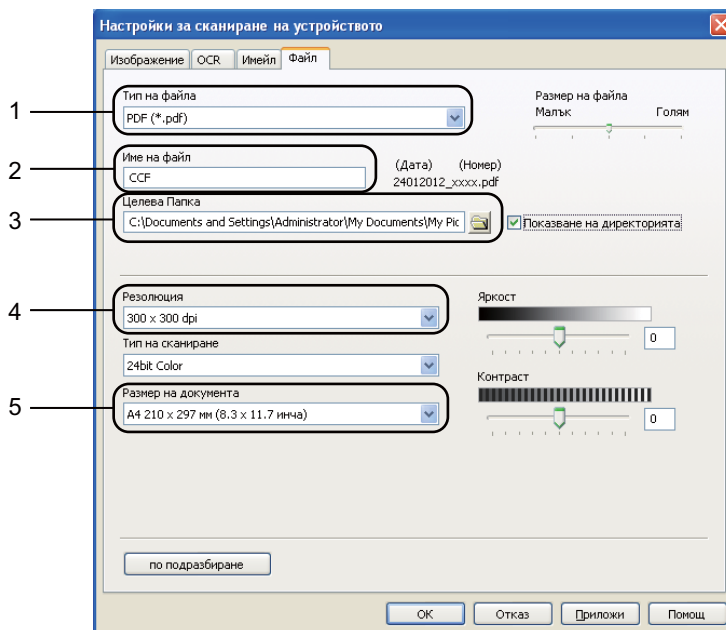 Настройки за сканиране на устройството
Изображение OCR Имейл Файл
1
Тип на файла
PDF (*.pdf)
Размер на файла
Малък Голям
2
Име на файл
CCF
(Дата) (Номер)
24012012_xxxx.pdf
3
Целева Папка
C:\Documents and Settings\Administrator\My Documents\My Pic
Показване на директорията
4
Резолюция
300 x 300 dpi
Яркост
0
Тип на сканиране
24bit Color
Контраст
0
5
Размер на документа
A4 210 x 297 мм (8.3 x 11.7 инча)
по подразбиране
OK Отказ Приложи Помощ